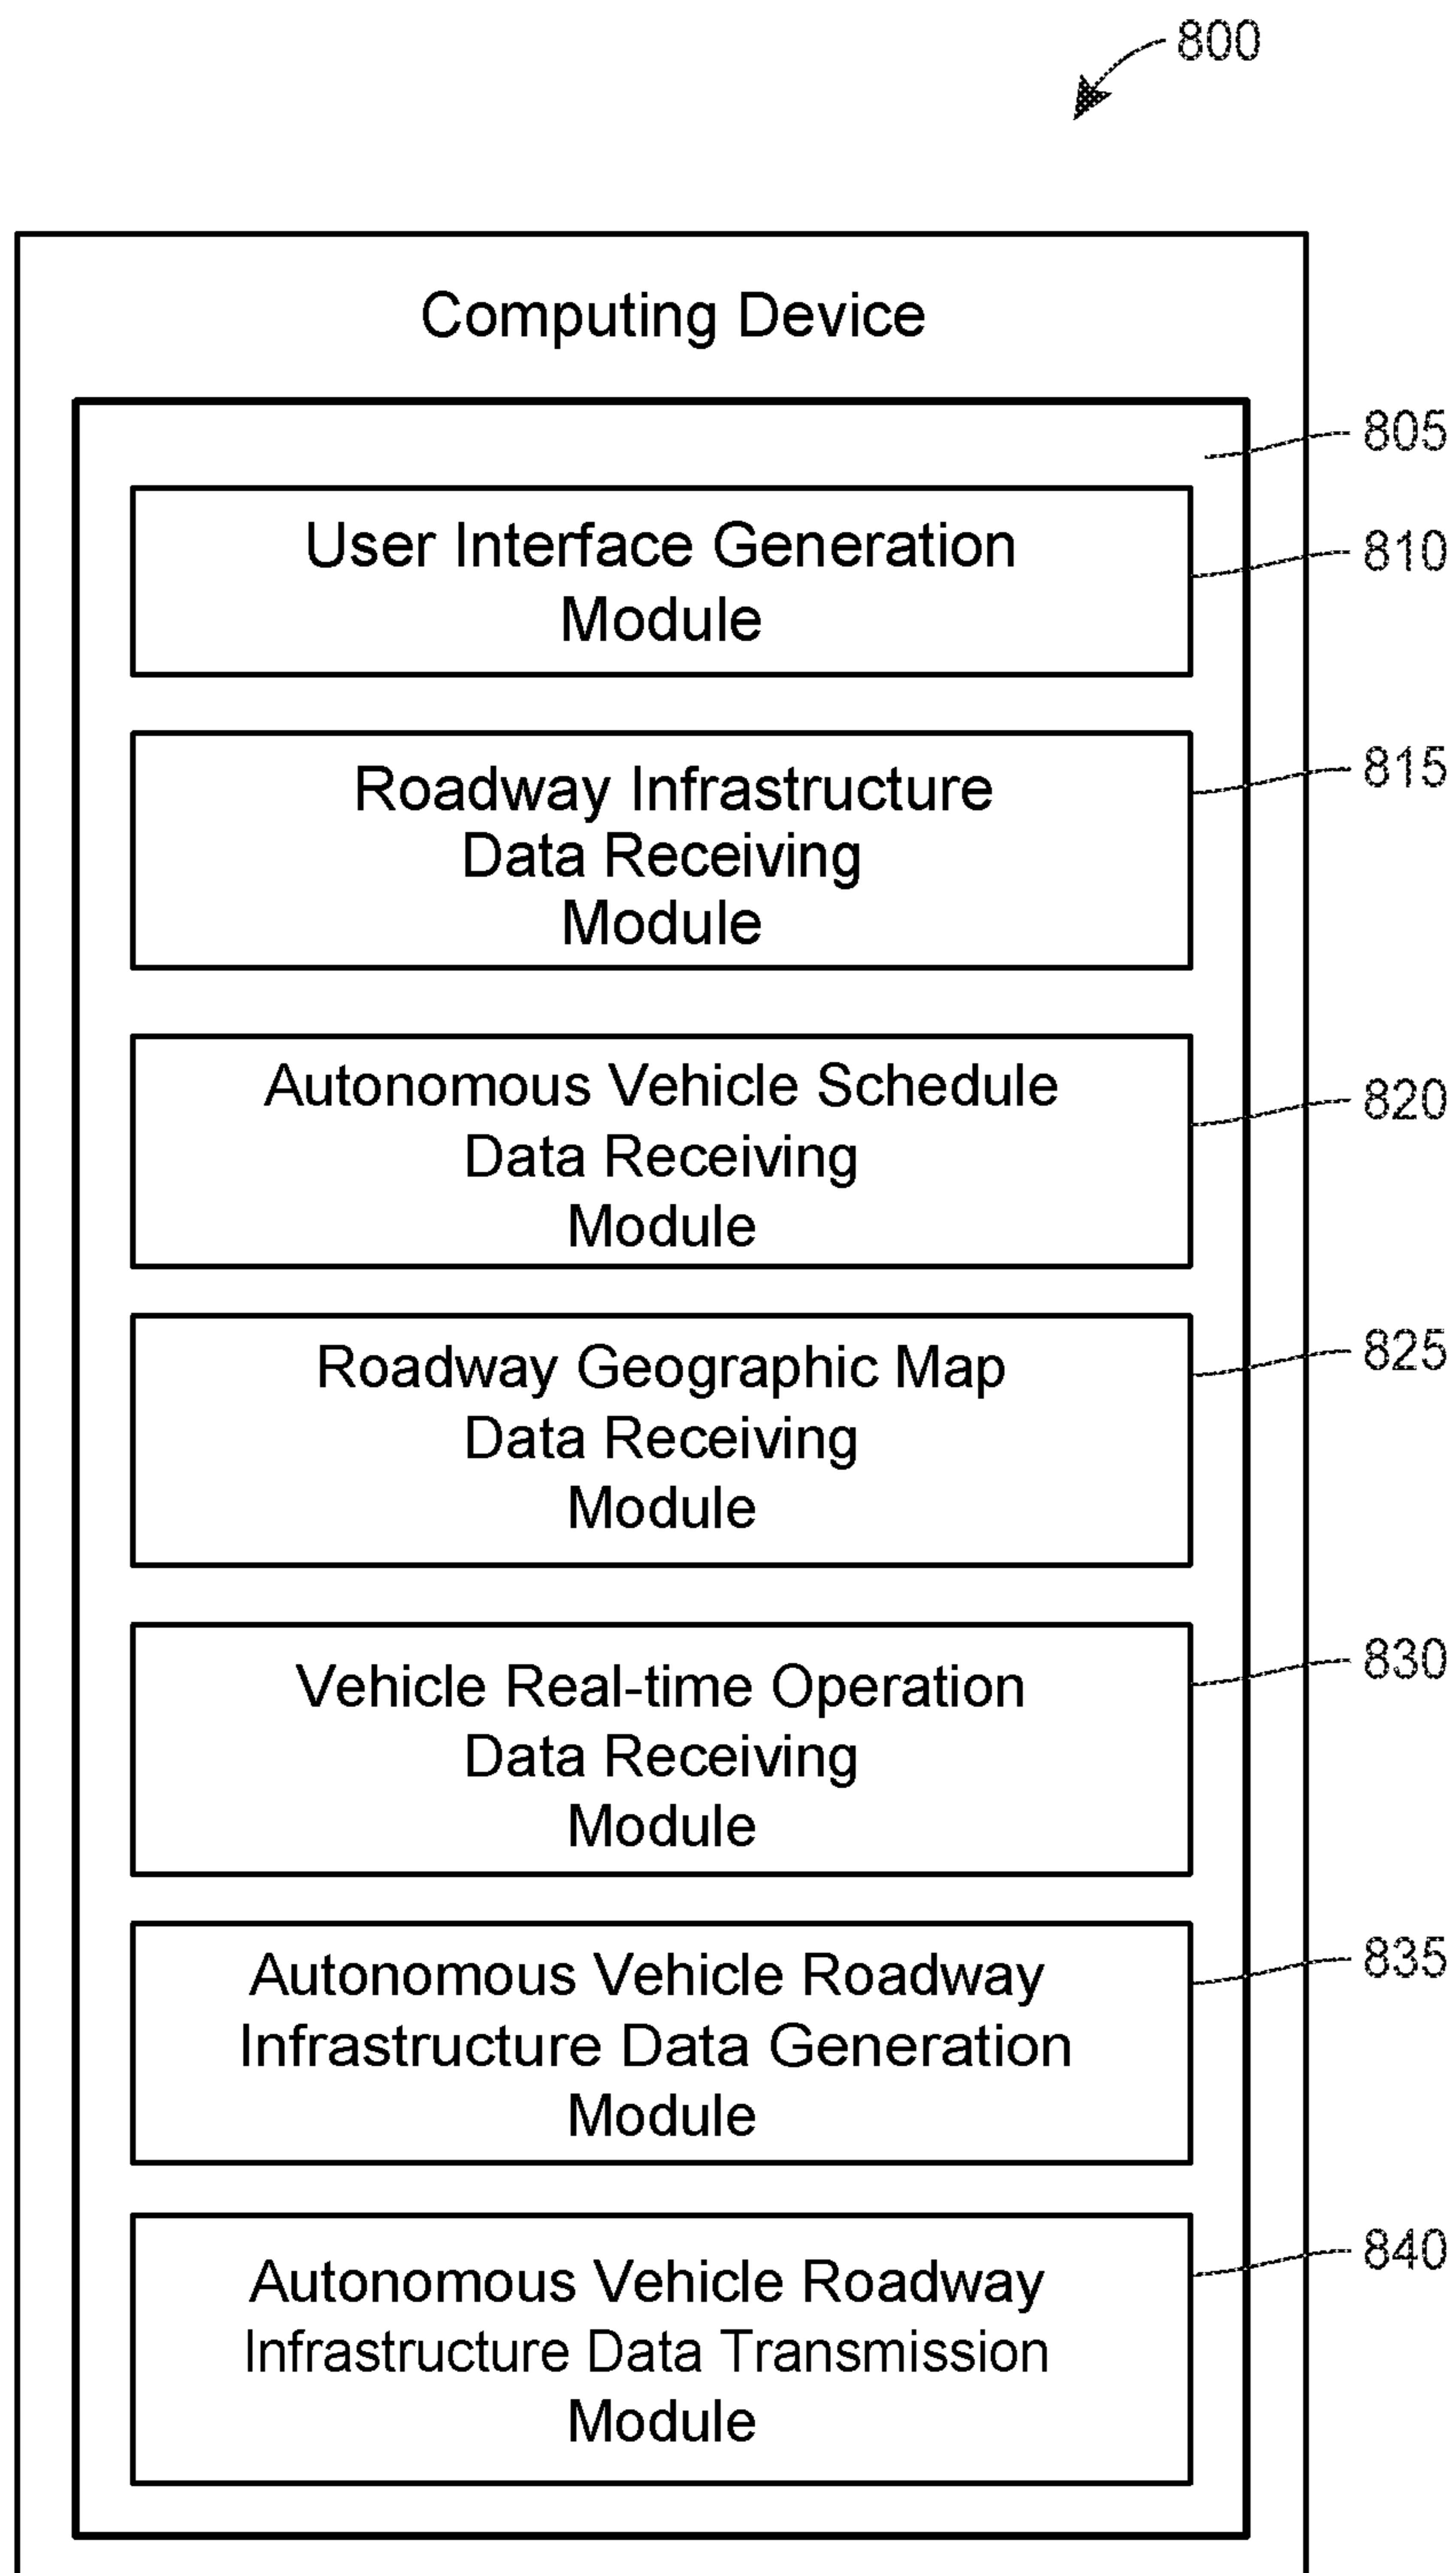 800
Computing Device
805
User Interface Generation
Module
810
Roadway Infrastructure
Data Receiving
Module
815
Autonomous Vehicle Schedule
Data Receiving
Module
820
Roadway Geographic Map
Data Receiving
Module
825
Vehicle Real-time Operation
Data Receiving
Module
830
Autonomous Vehicle Roadway
Infrastructure Data Generation
Module
835
Autonomous Vehicle Roadway
Infrastructure Data Transmission
Module
840